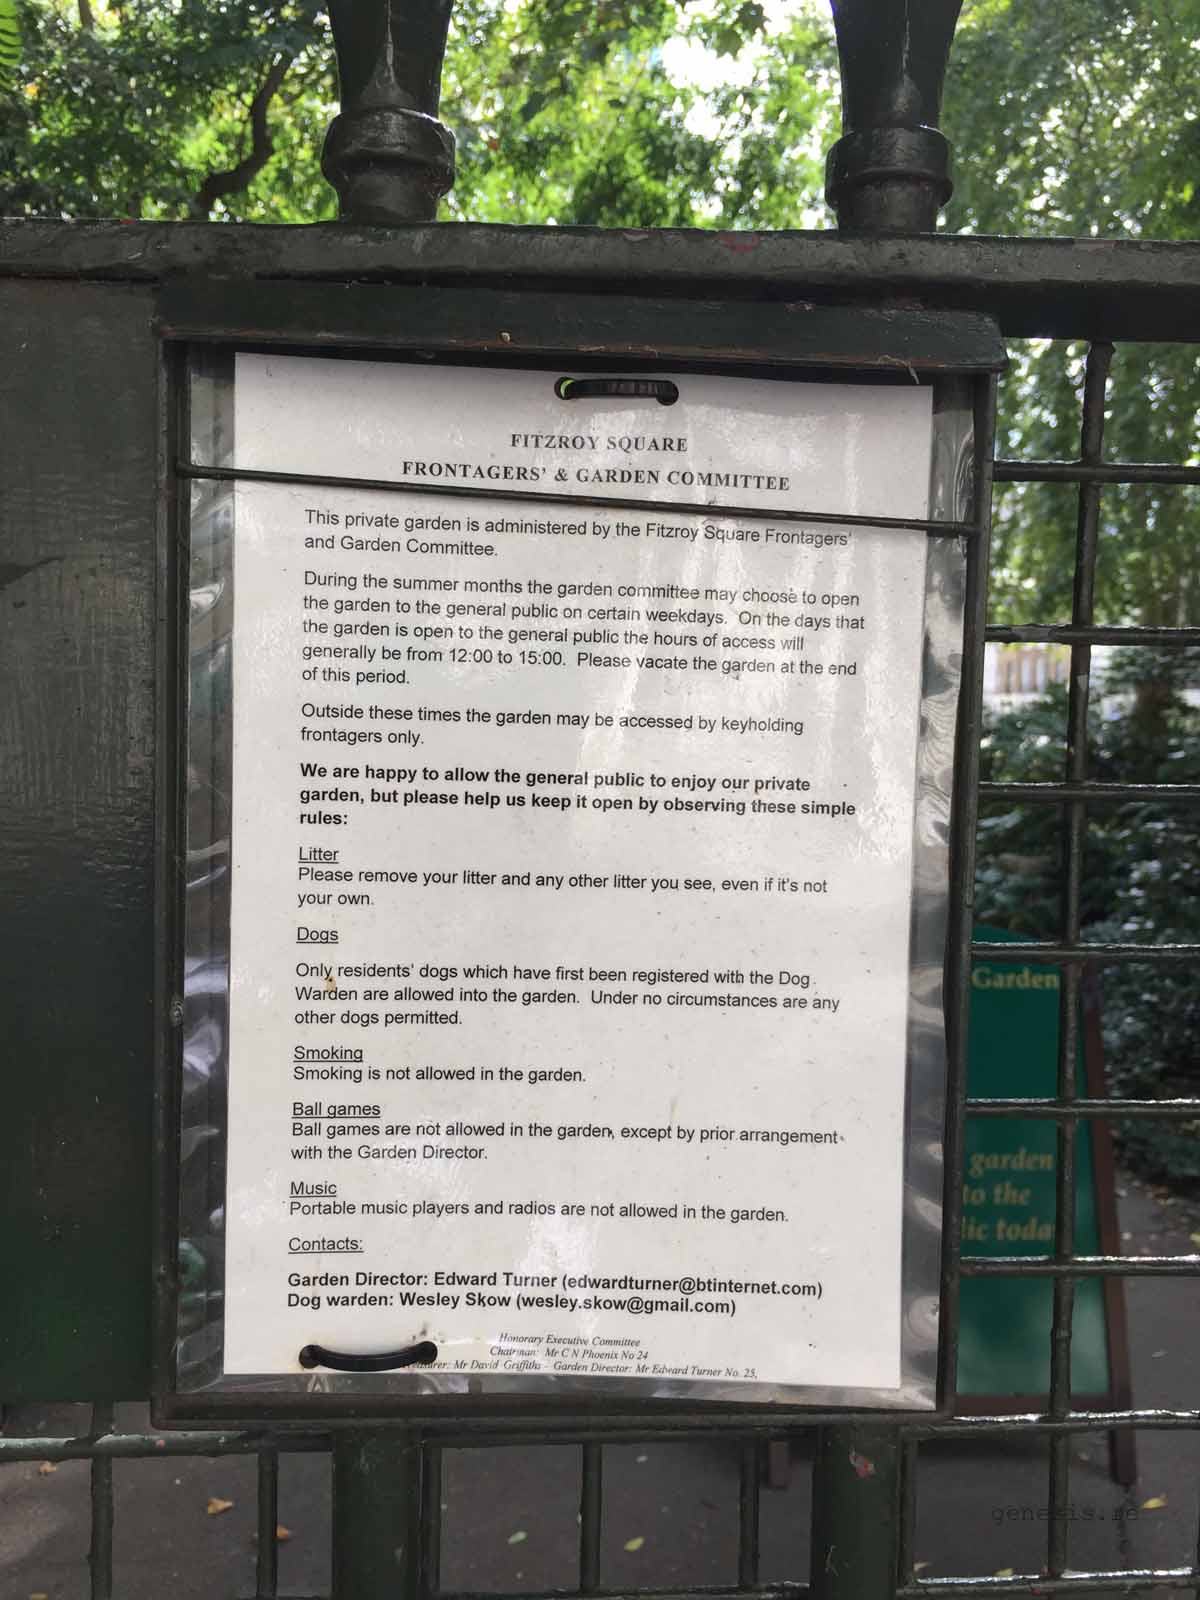 FITZROY SQUARE
FRONTAGERS' & GARDEN COMMITTEE
This private garden is administered by the Fitzroy Square Frontagers'
and Garden Committee.
During the summer months the garden committee may choose to open
the garden to the general public on certain weekdays. On the days that
the garden is open to the general public the hours of access will
generally be from 12:00 to 15:00. Please vacate the garden at the end
of this period.
Outside these times the garden may be accessed by keyholding
frontagers only.
We are happy to allow the general public to enjoy our private
garden, but please help us keep it open by observing these simple
rules:
Litter
Please remove your litter and any other litter you see, even if it's not
your own.
Dogs
Only residents' dogs which have first been registered with the Dog
Warden are allowed into the garden. Under no circumstances are any
other dogs permitted.
Smoking
Smoking is not allowed in the garden.
Ball games
Ball games are not allowed in the garden, except by prior arrangement
with the Garden Director.
Music
Portable music players and radios are not allowed in the garden.
Contacts:
Garden Director: Edward Turner (edwardturner@btinternet.com)
Dog warden: Wesley Skow (wesley.skow@gmail.com)
Honorary Executive Committee
Chairman: Mr C N Phoenix No 24
Mr David Griffiths - Garden Director: Mr Edward Turner No. 25,
Garden
garden
to the
lic toda
genesis.re